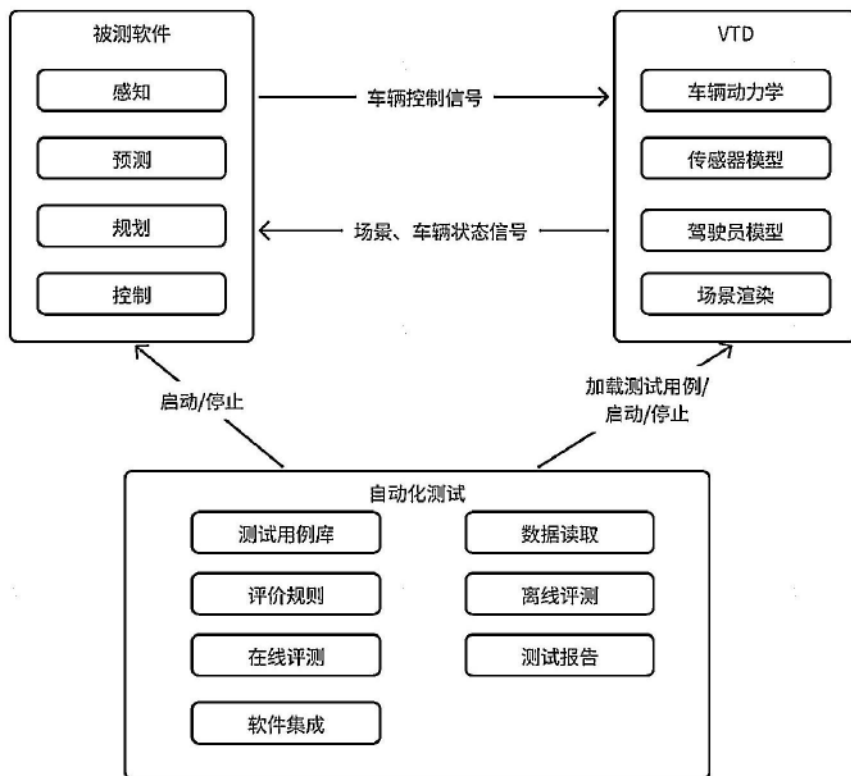 被测软件
感知
预测
规划
控制
车辆控制信号
场景、车辆状态信号
VTD
车辆动力学
传感器模型
驾驶员模型
场景渲染
启动/停止
加载测试用例/
启动/停止
自动化测试
测试用例库
数据读取
评价规则
离线评测
在线评测
测试报告
软件集成